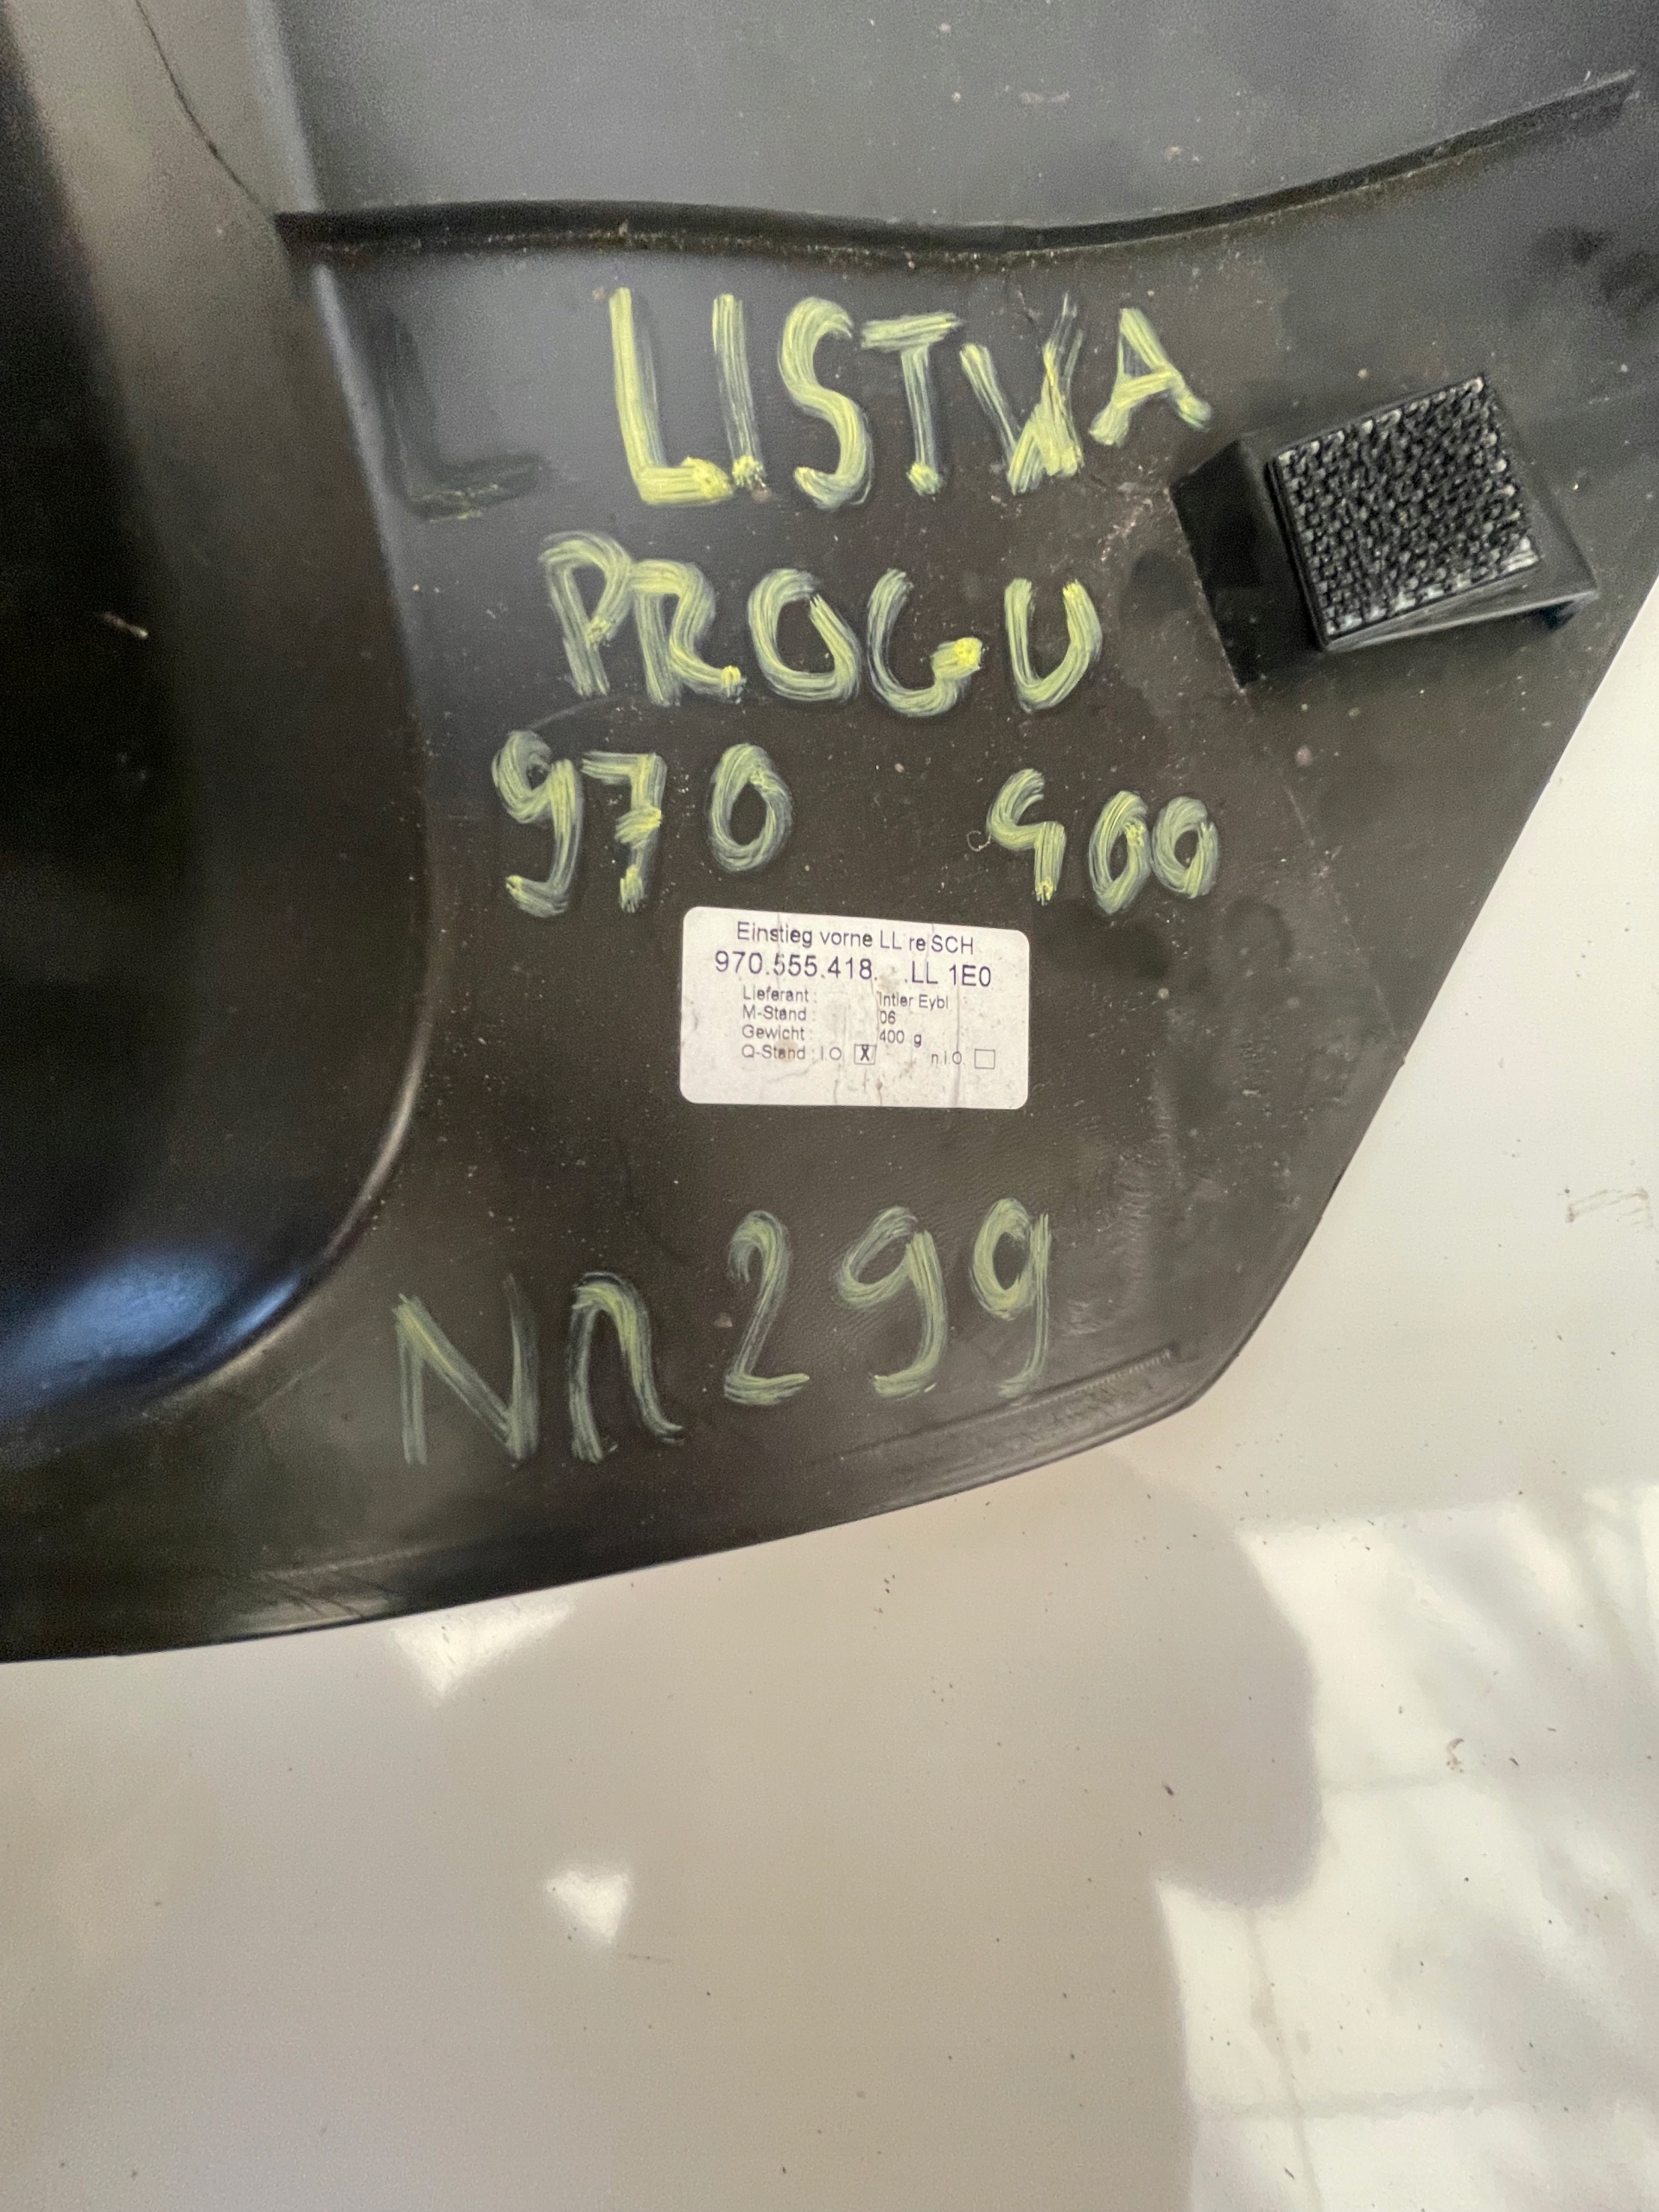 L
LISTWA
PROGU
970 400
Einstieg vorne LL re SCH
970.555.418. .LL 1E0
Lieferant : Intier Eybl
M-Stand : 06
Gewicht : 400 g
Q-Stand : I.O. X n.i.O.
Nr 299